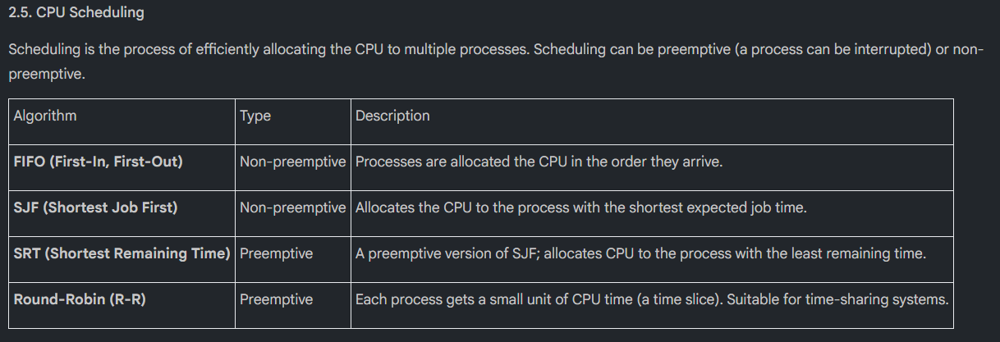 2.5. CPU Scheduling
Scheduling is the process of efficiently allocating the CPU to multiple processes. Scheduling can be preemptive (a process can be interrupted) or non-
preemptive.
Algorithm Type Description
FIFO (First-In, First-Out) Non-preemptive Processes are allocated the CPU in the order they arrive.
SJF (Shortest Job First) Non-preemptive Allocates the CPU to the process with the shortest expected job time.
SRT (Shortest Remaining Time) Preemptive A preemptive version of SJF; allocates CPU to the process with the least remaining time.
Round-Robin (R-R) Preemptive Each process gets a small unit of CPU time (a time slice). Suitable for time-sharing systems.